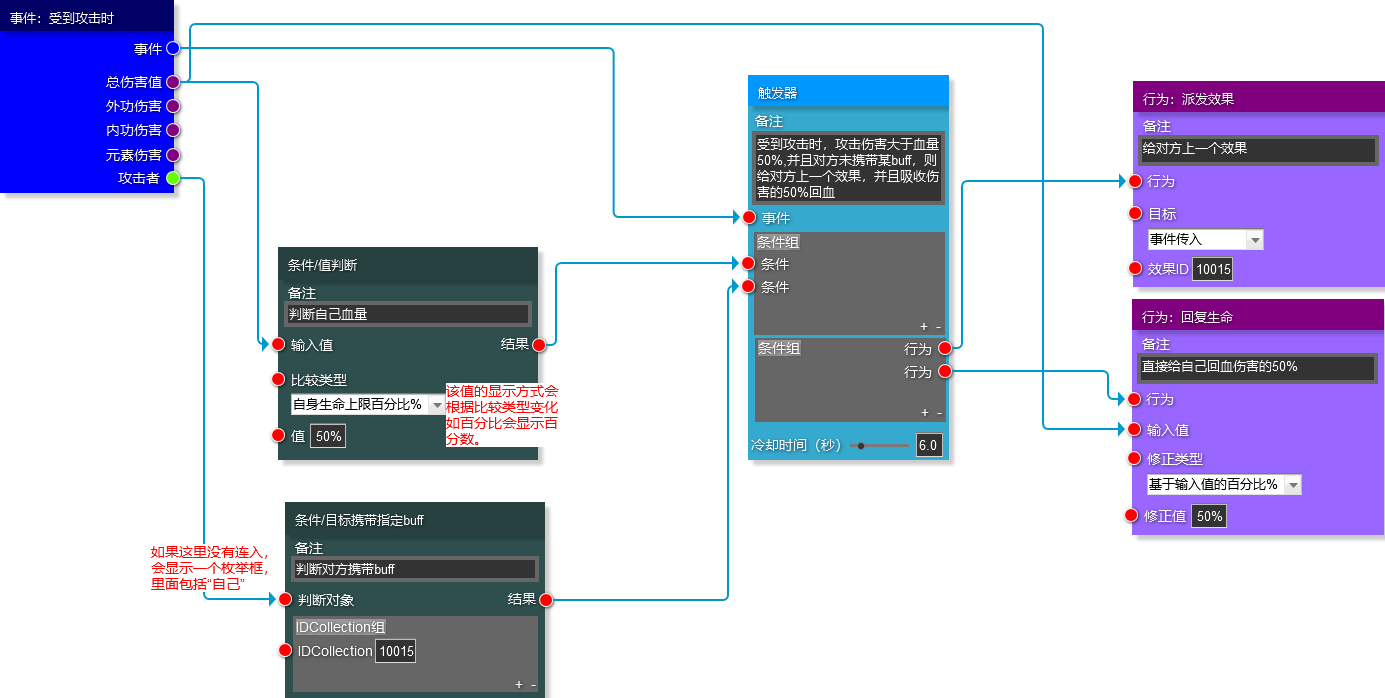 事件：受到攻击时
事件
总伤害值
外功伤害
内功伤害
元素伤害
攻击者
条件/值判断
备注
判断自己血量
输入值
结果
比较类型
自身生命上限百分比%
值 50%
该值的显示方式会
根据比较类型变化
如百分比会显示百
分数。
条件/目标携带指定buff
备注
判断对方携带buff
判断对象
结果
IDCollection组
IDCollection 10015
+ -
如果这里没有连入，
会显示一个枚举框，
里面包括“自己”
触发器
备注
受到攻击时，攻击伤害大于血量
50%,并且对方未携带某buff，则
给对方上一个效果，并且吸收伤
害的50%回血
事件
条件组
条件
条件
+ -
条件组
行为
行为
+ -
冷却时间（秒） 6.0
行为：派发效果
备注
给对方上一个效果
行为
目标
事件传入
效果ID 10015
行为：回复生命
备注
直接给自己回血伤害的50%
行为
输入值
修正类型
基于输入值的百分比%
修正值 50%